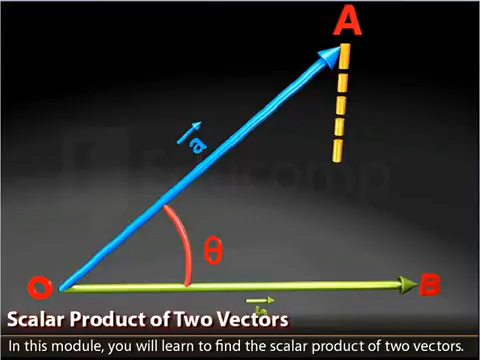 A
a
θ
O
B
b
Scalar Product of Two Vectors
In this module, you will learn to find the scalar product of two vectors.